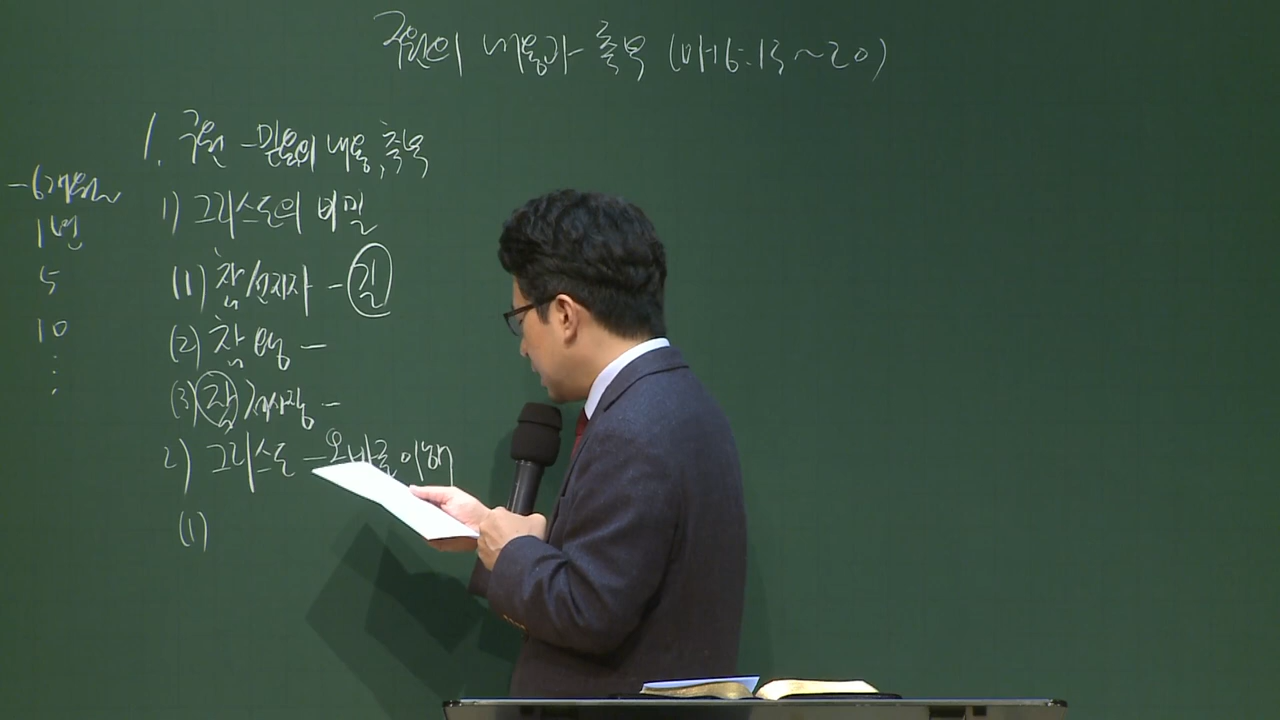 구원의 내용과 축복 (마16:13~20)
1. 구원 - 믿음의 내용, 축복
1) 그리스도의 비밀
(1) 참 선지자 - 길
(2) 참 왕 -
(3) 참 제사장 -
2) 그리스도 - 올바른 이해
(1)
- 6개월~
1년
5
10